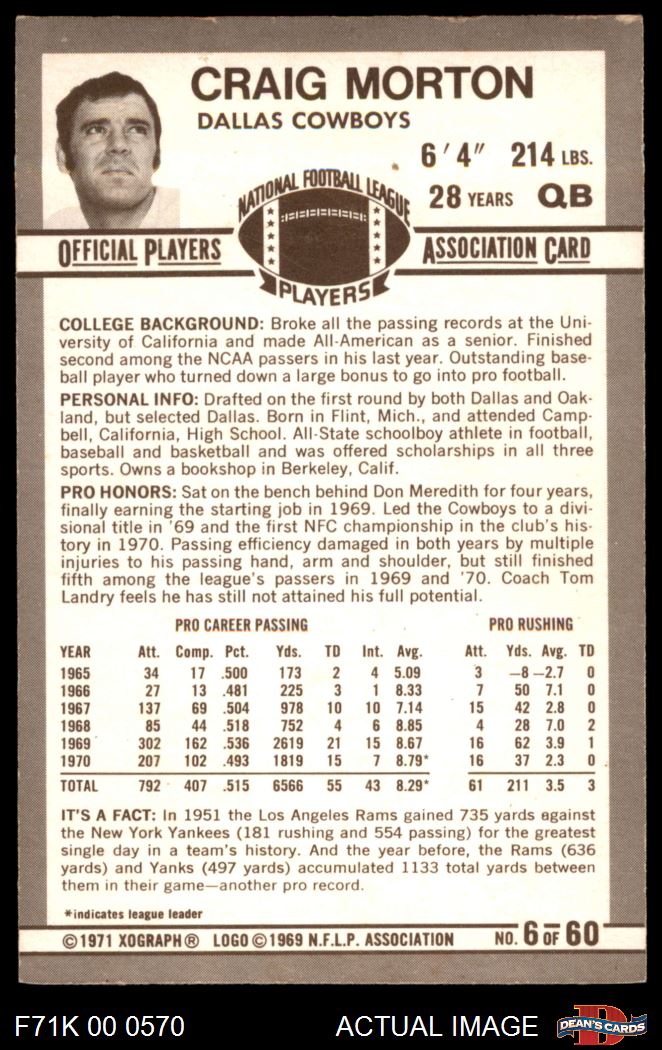 CRAIG MORTON
DALLAS COWBOYS
6'4" 214 LBS.
28 YEARS QB
NATIONAL FOOTBALL LEAGUE
OFFICIAL PLAYERS
ASSOCIATION CARD
PLAYERS
COLLEGE BACKGROUND: Broke all the passing records at the Uni-
versity of California and made All-American as a senior. Finished
second among the NCAA passers in his last year. Outstanding base-
ball player who turned down a large bonus to go into pro football.
PERSONAL INFO: Drafted on the first round by both Dallas and Oak-
land, but selected Dallas. Born in Flint, Mich., and attended Camp-
bell, California, High School. All-State schoolboy athlete in football,
baseball and basketball and was offered scholarships in all three
sports. Owns a bookshop in Berkeley, Calif.
PRO HONORS: Sat on the bench behind Don Meredith for four years,
finally earning the starting job in 1969. Led the Cowboys to a divi-
sional title in '69 and the first NFC championship in the club's his-
tory in 1970. Passing efficiency damaged in both years by multiple
injuries to his passing hand, arm and shoulder, but still finished
fifth among the league's passers in 1969 and '70. Coach Tom
Landry feels he has still not attained his full potential.
PRO CAREER PASSING PRO RUSHING
YEAR Att. Comp. Pct. Yds. TD Int. Avg. Att. Yds. Avg. TD
1965 34 17 .500 173 2 4 5.09 3 —8 —2.7 0
1966 27 13 .481 225 3 1 8.33 7 50 7.1 0
1967 137 69 .504 978 10 10 7.14 15 42 2.8 0
1968 85 44 .518 752 4 6 8.85 4 28 7.0 2
1969 302 162 .536 2619 21 15 8.67 16 62 3.9 1
1970 207 102 .493 1819 15 7 8.79* 16 37 2.3 0
TOTAL 792 407 .515 6566 55 43 8.29* 61 211 3.5 3
IT'S A FACT: In 1951 the Los Angeles Rams gained 735 yards against
the New York Yankees (181 rushing and 554 passing) for the greatest
single day in a team's history. And the year before, the Rams (636
yards) and Yanks (497 yards) accumulated 1133 total yards between
them in their game—another pro record.
*indicates league leader
©1971 XOGRAPH® LOGO ©1969 N.F.L.P. ASSOCIATION NO. 6 OF 60
F71K 00 0570 ACTUAL IMAGE D DEAN'S CARDS